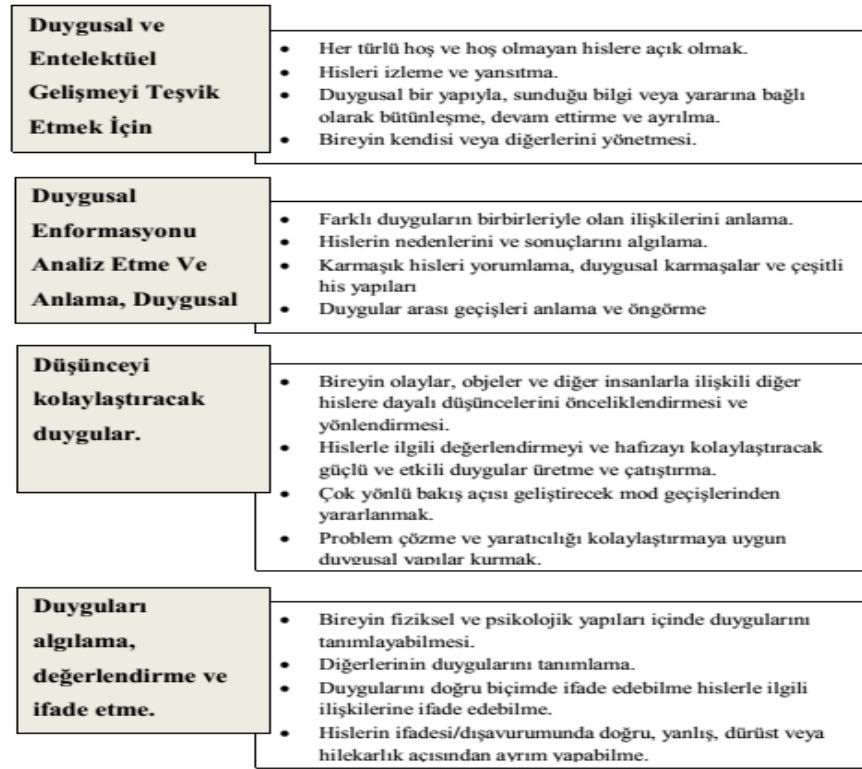 Duygusal ve
Entelektüel
Gelişmeyi Teşvik
Etmek İçin
• Her türlü hoş ve hoş olmayan hislere açık olmak.
• Hisleri izleme ve yansıtma.
• Duygusal bir yapıyla, sunduğu bilgi veya yararına bağlı
olarak bütünleşme, devam ettirme ve ayrılma.
• Bireyin kendisi veya diğerlerini yönetmesi.
Duygusal
Enformasyonu
Analiz Etme Ve
Anlama, Duygusal
• Farklı duyguların birbirleriyle olan ilişkilerini anlama.
• Hislerin nedenlerini ve sonuçlarını algılama.
• Karmaşık hisleri yorumlama, duygusal karmaşalar ve çeşitli
his yapıları
• Duygular arası geçişleri anlama ve öngörme
Düşünceyi
kolaylaştıracak
duygular.
• Bireyin olaylar, objeler ve diğer insanlarla ilişkili diğer
hislere dayalı düşüncelerini önceliklendirmesi ve
yönlendirmesi.
• Hislerle ilgili değerlendirmeyi ve hafızayı kolaylaştıracak
güçlü ve etkili duygular üretme ve çatıştırma.
• Çok yönlü bakış açısı geliştirecek mod geçişlerinden
yararlanmak.
• Problem çözme ve yaratıcılığı kolaylaştırmaya uygun
duygusal yapılar kurmak.
Duyguları
algılama,
değerlendirme ve
ifade etme.
• Bireyin fiziksel ve psikolojik yapıları içinde duygularını
tanımlayabilmesi.
• Diğerlerinin duygularını tanımlama.
• Duygularını doğru biçimde ifade edebilme hislerle ilgili
ilişkilerine ifade edebilme.
• Hislerin ifadesi/dışavurumunda doğru, yanlış, dürüst veya
hilekarlık açısından ayrım yapabilme.